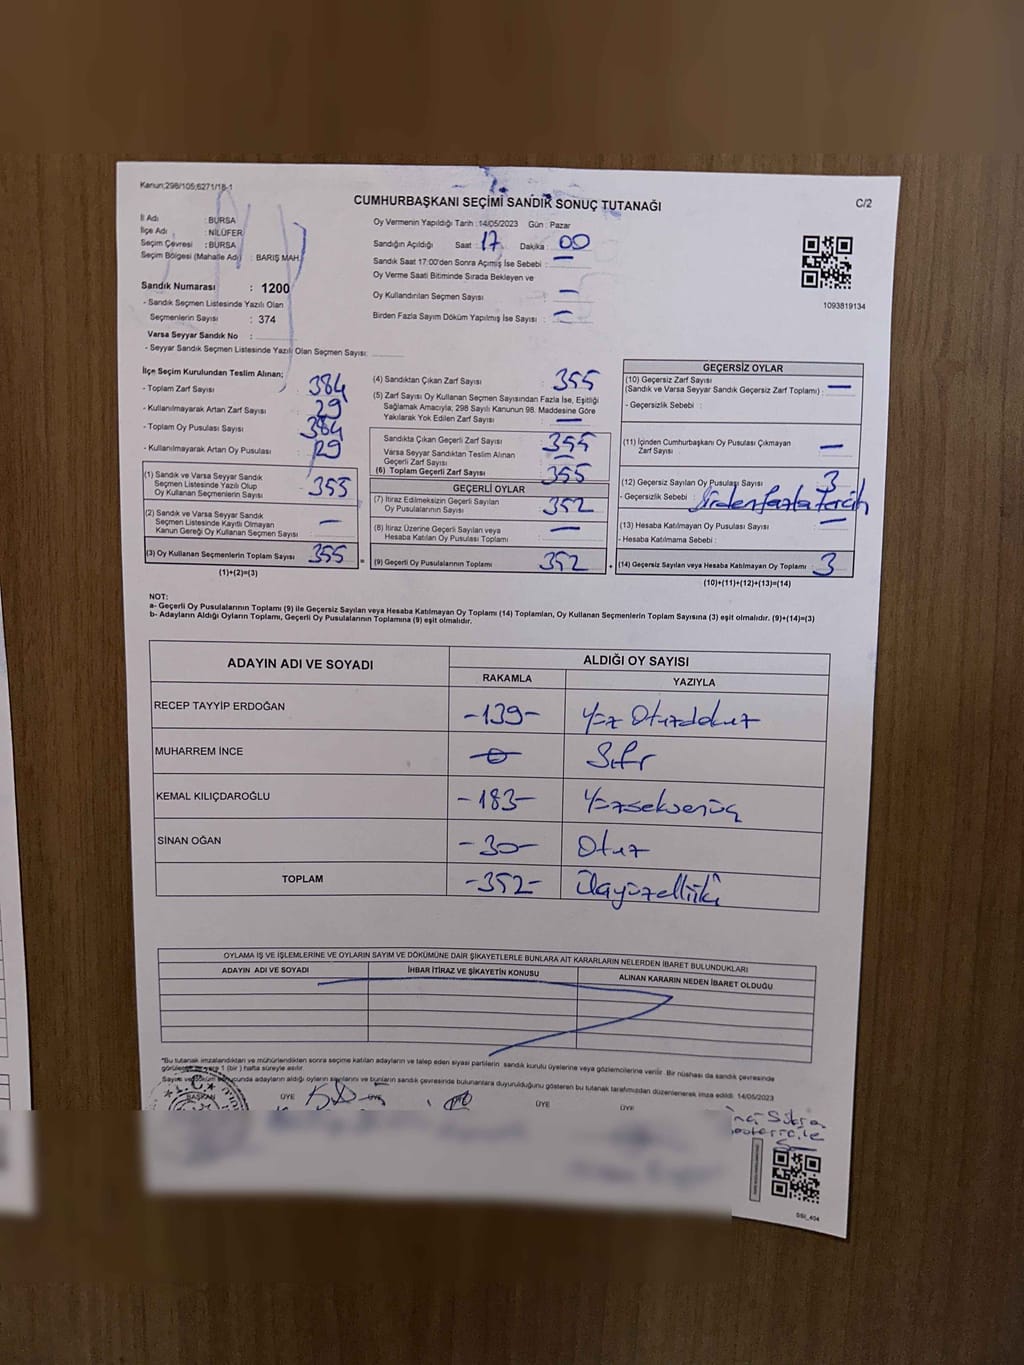 Kanun;298/105;6271/18-1
CUMHURBAŞKANI SEÇİMİ SANDIK SONUÇ TUTANAĞI
C/2
İl Adı : BURSA
İlçe Adı : NİLÜFER
Seçim Çevresi : BURSA
Seçim Bölgesi (Mahalle Adı) : BARIŞ MAH.
Sandık Numarası : 1200
- Sandık Seçmen Listesinde Yazılı Olan
Seçmenlerin Sayısı : 374
Varsa Seyyar Sandık No :
- Seyyar Sandık Seçmen Listesinde Yazılı Olan Seçmen Sayısı:
Oy Vermenin Yapıldığı Tarih : 14/05/2023 Gün : Pazar
Sandığın Açıldığı Saat : 17 Dakika : 00
Sandık Saat 17:00'den Sonra Açılmış İse Sebebi : —
Oy Verme Saati Bitiminde Sırada Bekleyen ve
Oy Kullandırılan Seçmen Sayısı : —
Birden Fazla Sayım Döküm Yapılmış İse Sayısı : —
1093819134
İlçe Seçim Kurulundan Teslim Alınan;
- Toplam Zarf Sayısı : 384
- Kullanılmayarak Artan Zarf Sayısı : 29
- Toplam Oy Pusulası Sayısı : 384
- Kullanılmayarak Artan Oy Pusulası : 29
(1) Sandık ve Varsa Seyyar Sandık
Seçmen Listesinde Yazılı Olup
Oy Kullanan Seçmenlerin Sayısı : 355
(2) Sandık ve Varsa Seyyar Sandık
Seçmen Listesinde Kayıtlı Olmayan
Kanun Gereği Oy Kullanan Seçmen Sayısı : —
(3) Oy Kullanan Seçmenlerin Toplam Sayısı : 355
(1)+(2)=(3)
(4) Sandıktan Çıkan Zarf Sayısı : 355
(5) Zarf Sayısı Oy Kullanan Seçmen Sayısından Fazla İse, Eşitliği
Sağlamak Amacıyla; 298 Sayılı Kanunun 98. Maddesine Göre
Yakılarak Yok Edilen Zarf Sayısı : —
Sandıkta Çıkan Geçerli Zarf Sayısı : 355
Varsa Seyyar Sandıktan Teslim Alınan
Geçerli Zarf Sayısı : —
(6) Toplam Geçerli Zarf Sayısı : 355
GEÇERLİ OYLAR
(7) İtiraz Edilmeksizin Geçerli Sayılan
Oy Pusulalarının Sayısı : 352
(8) İtiraz Üzerine Geçerli Sayılan veya
Hesaba Katılan Oy Pusulası Toplamı : —
(9) Geçerli Oy Pusulalarının Toplamı : 352
GEÇERSİZ OYLAR
(10) Geçersiz Zarf Sayısı
(Sandık ve Varsa Seyyar Sandık Geçersiz Zarf Toplamı) : —
- Geçersizlik Sebebi :
(11) İçinden Cumhurbaşkanı Oy Pusulası Çıkmayan
Zarf Sayısı : —
(12) Geçersiz Sayılan Oy Pusulası Sayısı : 3
- Geçersizlik Sebebi : Birden fazla tercih
(13) Hesaba Katılmayan Oy Pusulası Sayısı : —
- Hesaba Katılmama Sebebi :
(14) Geçersiz Sayılan veya Hesaba Katılmayan Oy Toplamı : 3
(10)+(11)+(12)+(13)=(14)
NOT:
a- Geçerli Oy Pusulalarının Toplamı (9) ile Geçersiz Sayılan veya Hesaba Katılmayan Oy Toplamı (14) Toplamları, Oy Kullanan Seçmenlerin Toplam Sayısına (3) eşit olmalıdır. (9)+(14)=(3)
b- Adayların Aldığı Oyların Toplamı, Geçerli Oy Pusulalarının Toplamına (9) eşit olmalıdır.
ADAYIN ADI VE SOYADI ALDIĞI OY SAYISI
RAKAMLA YAZIYLA
RECEP TAYYİP ERDOĞAN -139- Yüz Otuzdokuz
MUHARREM İNCE -0- Sıfır
KEMAL KILIÇDAROĞLU -183- Yüzseksenüç
SİNAN OĞAN -30- Otuz
TOPLAM -352- Üçyüzelliiki
OYLAMA İŞ VE İŞLEMLERİNE VE OYLARIN SAYIM VE DÖKÜMÜNE DAİR ŞİKAYETLERLE BUNLARA AİT KARARLARIN NELERDEN İBARET BULUNDUKLARI
ADAYIN ADI VE SOYADI İHBAR İTİRAZ VE ŞİKAYETİN KONUSU ALINAN KARARIN NEDEN İBARET OLDUĞU
*Bu tutanak imzalandıktan ve mühürlendikten sonra seçime katılan adayların ve talep eden siyasi partilerin sandık kurulu üyelerine veya gözlemcilerine verilir. Bir nüshası da sandık çevresinde
görülecek bir yere 1 (bir) hafta süreyle asılır.
Sayım ve döküm sonucunda adayların aldığı oyların sayılarını ve bunların sandık çevresinde bulunanlara duyurulduğunu gösteren bu tutanak tarafımızdan düzenlenerek imza edildi. 14/05/2023
BAŞKAN ÜYE ÜYE ÜYE ÜYE
DSI_404